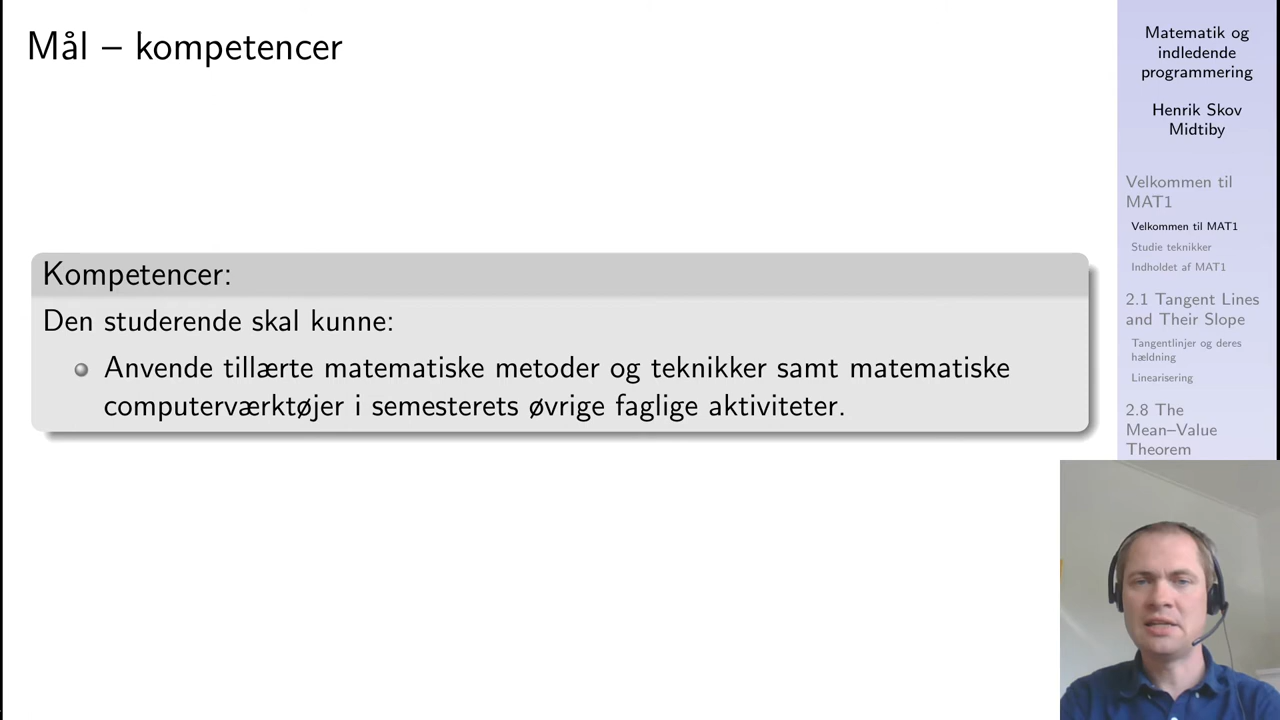 Mål – kompetencer
Kompetencer:
Den studerende skal kunne:
Anvende tillærte matematiske metoder og teknikker samt matematiske
computerværktøjer i semesterets øvrige faglige aktiviteter.
Matematik og
indledende
programmering
Henrik Skov
Midtiby
Velkommen til
MAT1
Velkommen til MAT1
Studie teknikker
Indholdet af MAT1
2.1 Tangent Lines
and Their Slope
Tangentlinjer og deres
hældning
Linearisering
2.8 The
Mean–Value
Theorem